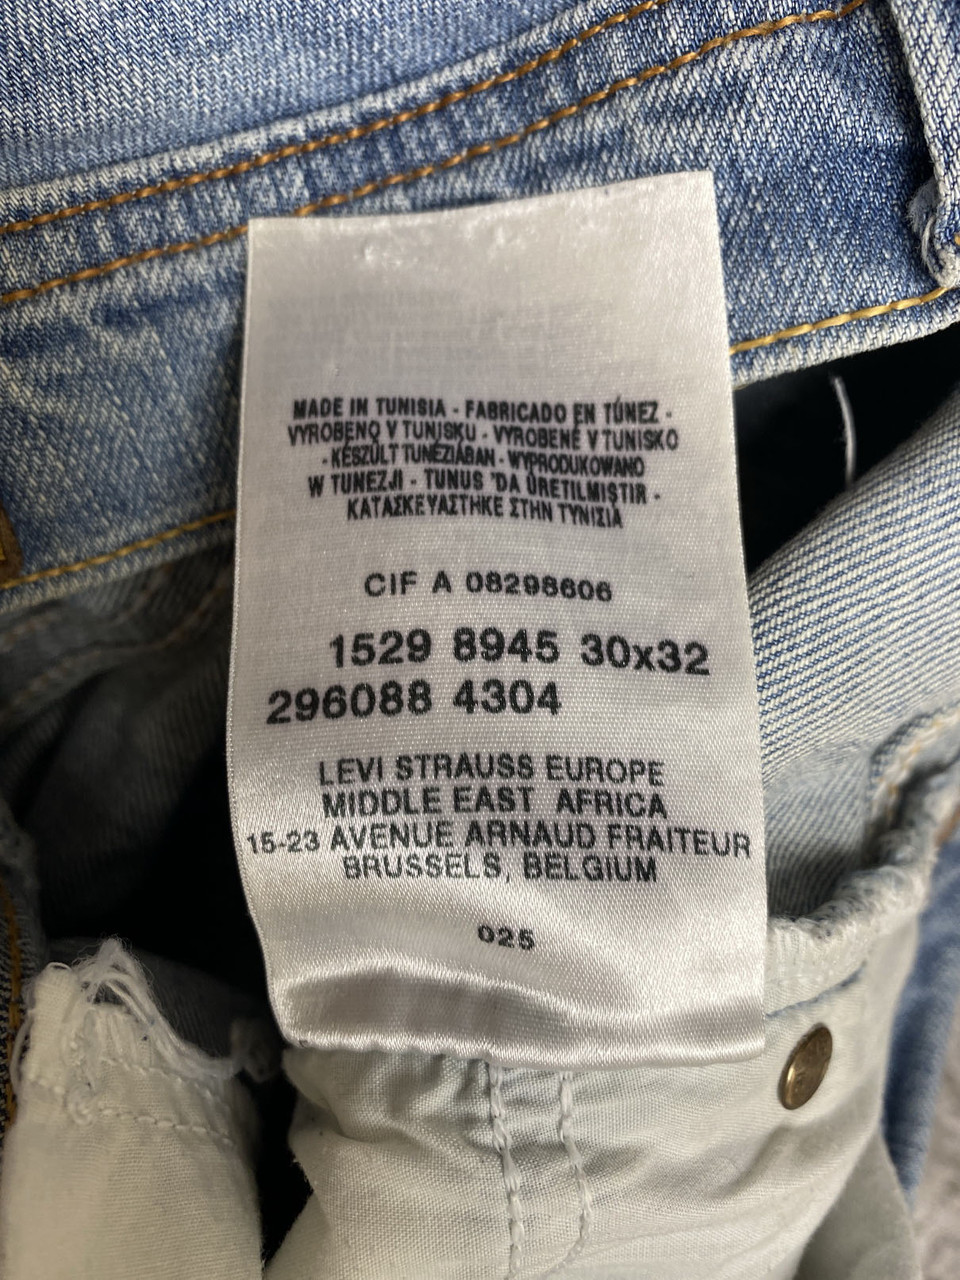 MADE IN TUNISIA - FABRICADO EN TÚNEZ -
VYROBENO V TUNISKU - VYROBENÉ V TUNISKO
- KÉSZÜLT TUNÉZIÁBAN - WYPRODUKOWANO
W TUNEZJI - TUNUS 'DA ÜRETILMISTIR -
ΚΑΤΑΣΚΕΥΑΣΤΗΚΕ ΣΤΗΝ ΤΥΝΙΣΙΑ
CIF A 08298606
1529 8945 30x32
296088 4304
LEVI STRAUSS EUROPE
MIDDLE EAST AFRICA
15-23 AVENUE ARNAUD FRAITEUR
BRUSSELS, BELGIUM
025